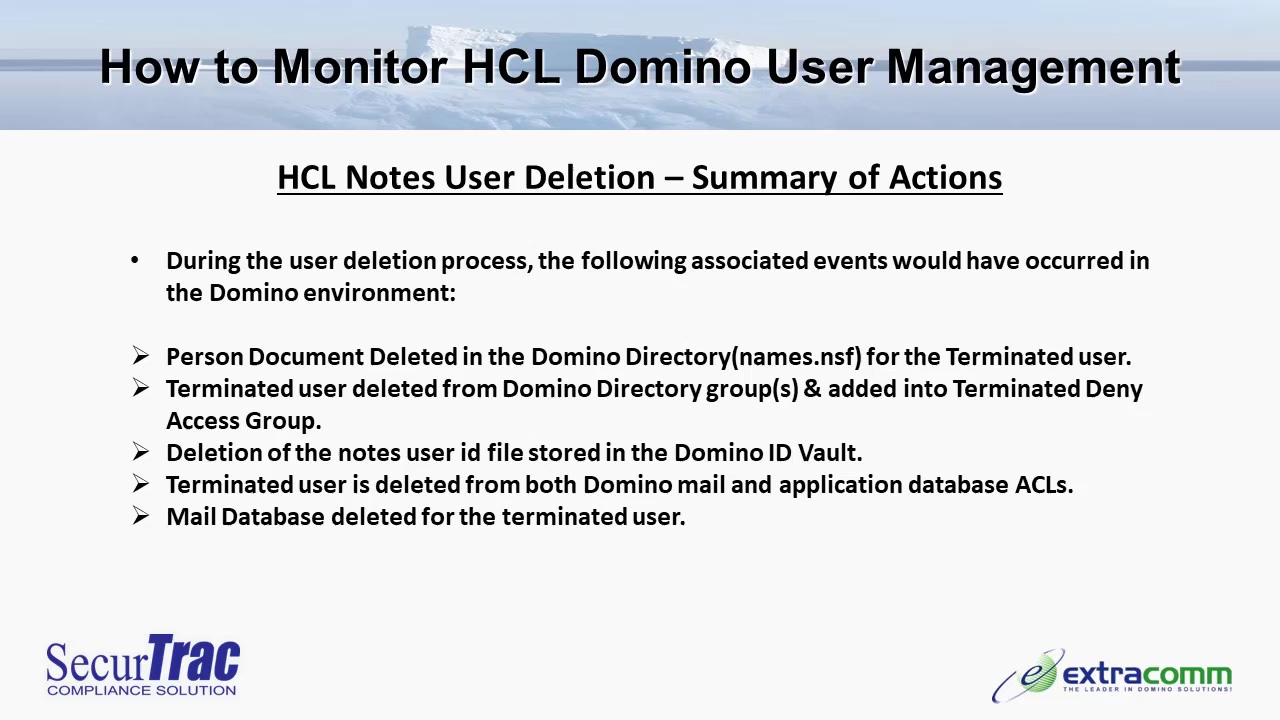 How to Monitor HCL Domino User Management
HCL Notes User Deletion – Summary of Actions
• During the user deletion process, the following associated events would have occurred in
the Domino environment:
➢ Person Document Deleted in the Domino Directory(names.nsf) for the Terminated user.
➢ Terminated user deleted from Domino Directory group(s) & added into Terminated Deny
Access Group.
➢ Deletion of the notes user id file stored in the Domino ID Vault.
➢ Terminated user is deleted from both Domino mail and application database ACLs.
➢ Mail Database deleted for the terminated user.
SecurTrac
COMPLIANCE SOLUTION
e extracomm
THE LEADER IN DOMINO SOLUTIONS!